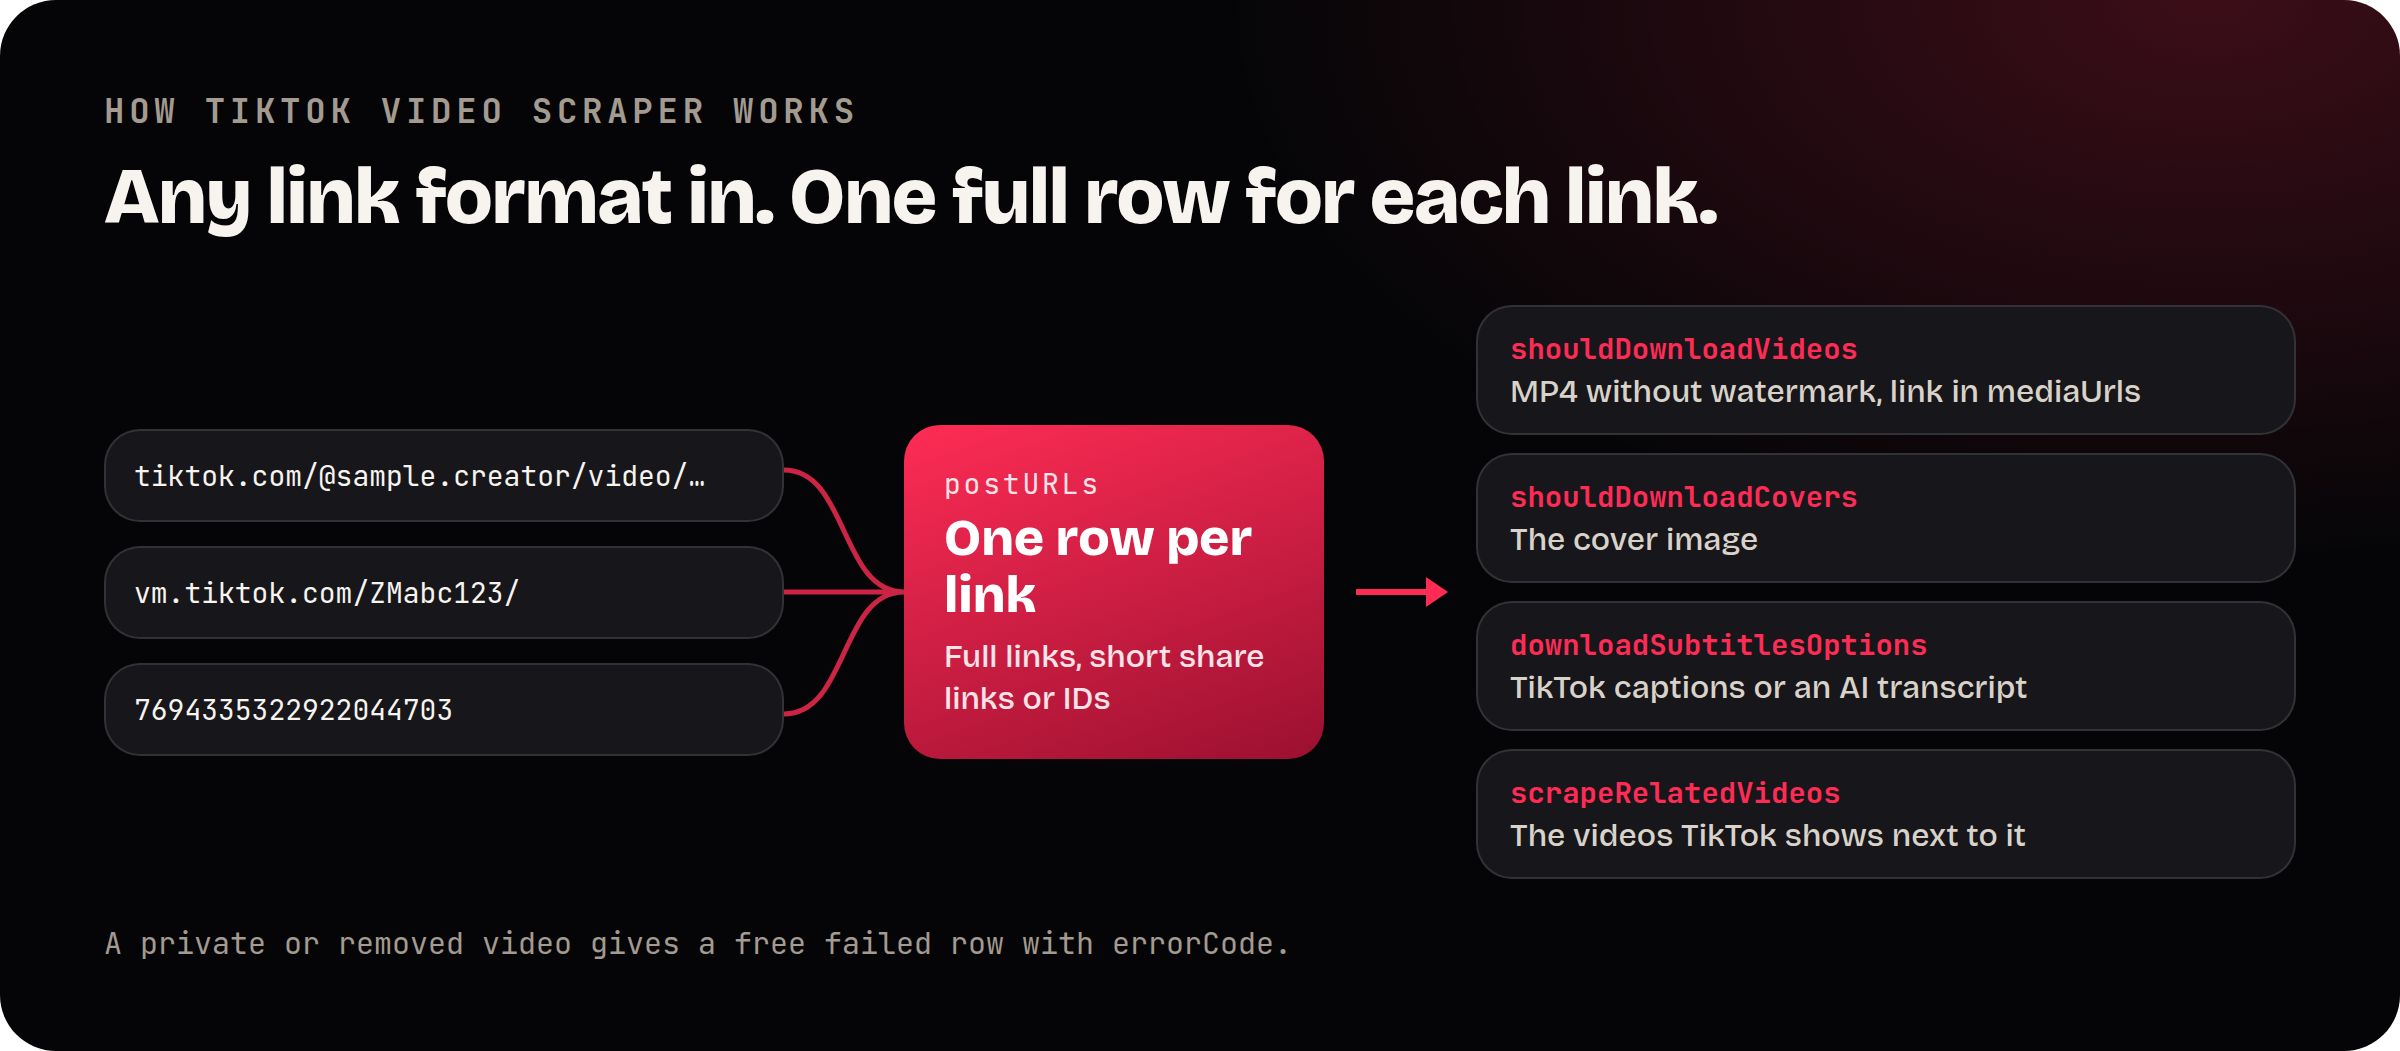 HOW TIKTOK VIDEO SCRAPER WORKS
Any link format in. One full row for each link.
tiktok.com/@sample.creator/video/…
vm.tiktok.com/ZMabc123/
7694335322922044703
postURLs
One row per
link
Full links, short share
links or IDs
shouldDownloadVideos
MP4 without watermark, link in mediaUrls
shouldDownloadCovers
The cover image
downloadSubtitlesOptions
TikTok captions or an AI transcript
scrapeRelatedVideos
The videos TikTok shows next to it
A private or removed video gives a free failed row with errorCode.